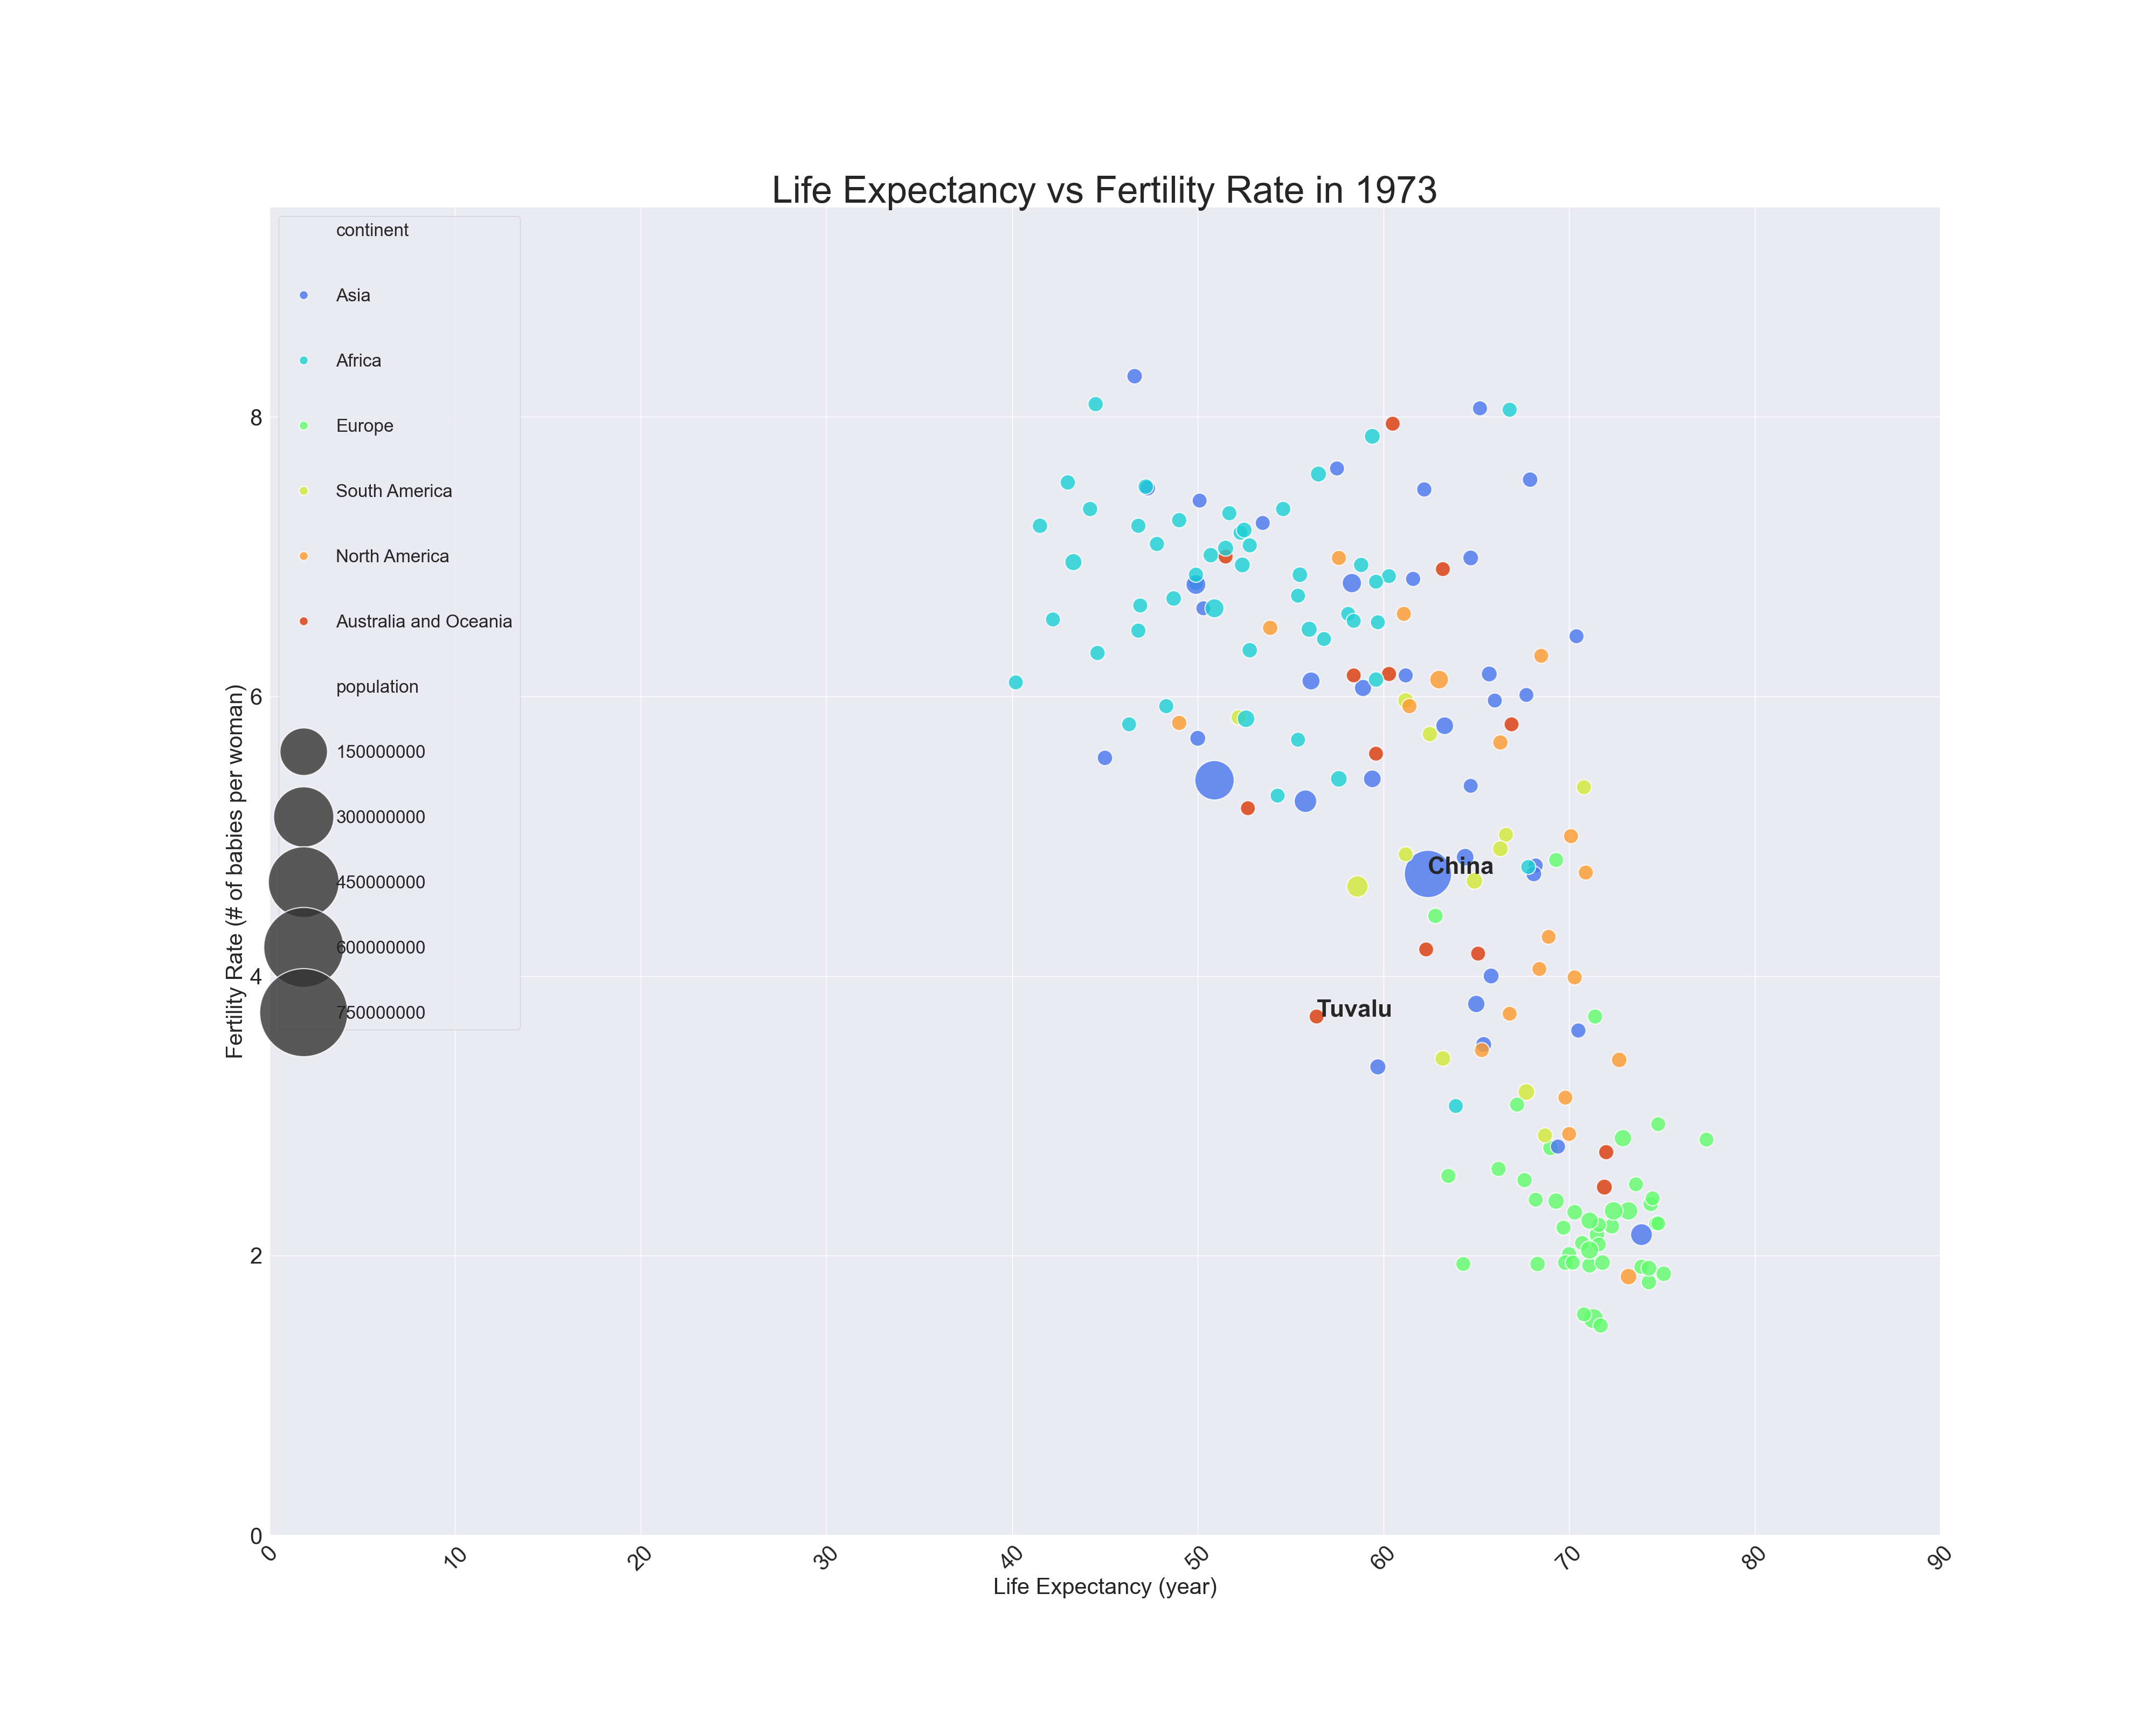 Life Expectancy vs Fertility Rate in 1973
continent
Asia
Africa
Europe
South America
North America
Australia and Oceania
population
150000000
300000000
450000000
600000000
750000000
China
Tuvalu
Fertility Rate (# of babies per woman)
8
6
4
2
0
0 10 20 30 40 50 60 70 80 90
Life Expectancy (year)